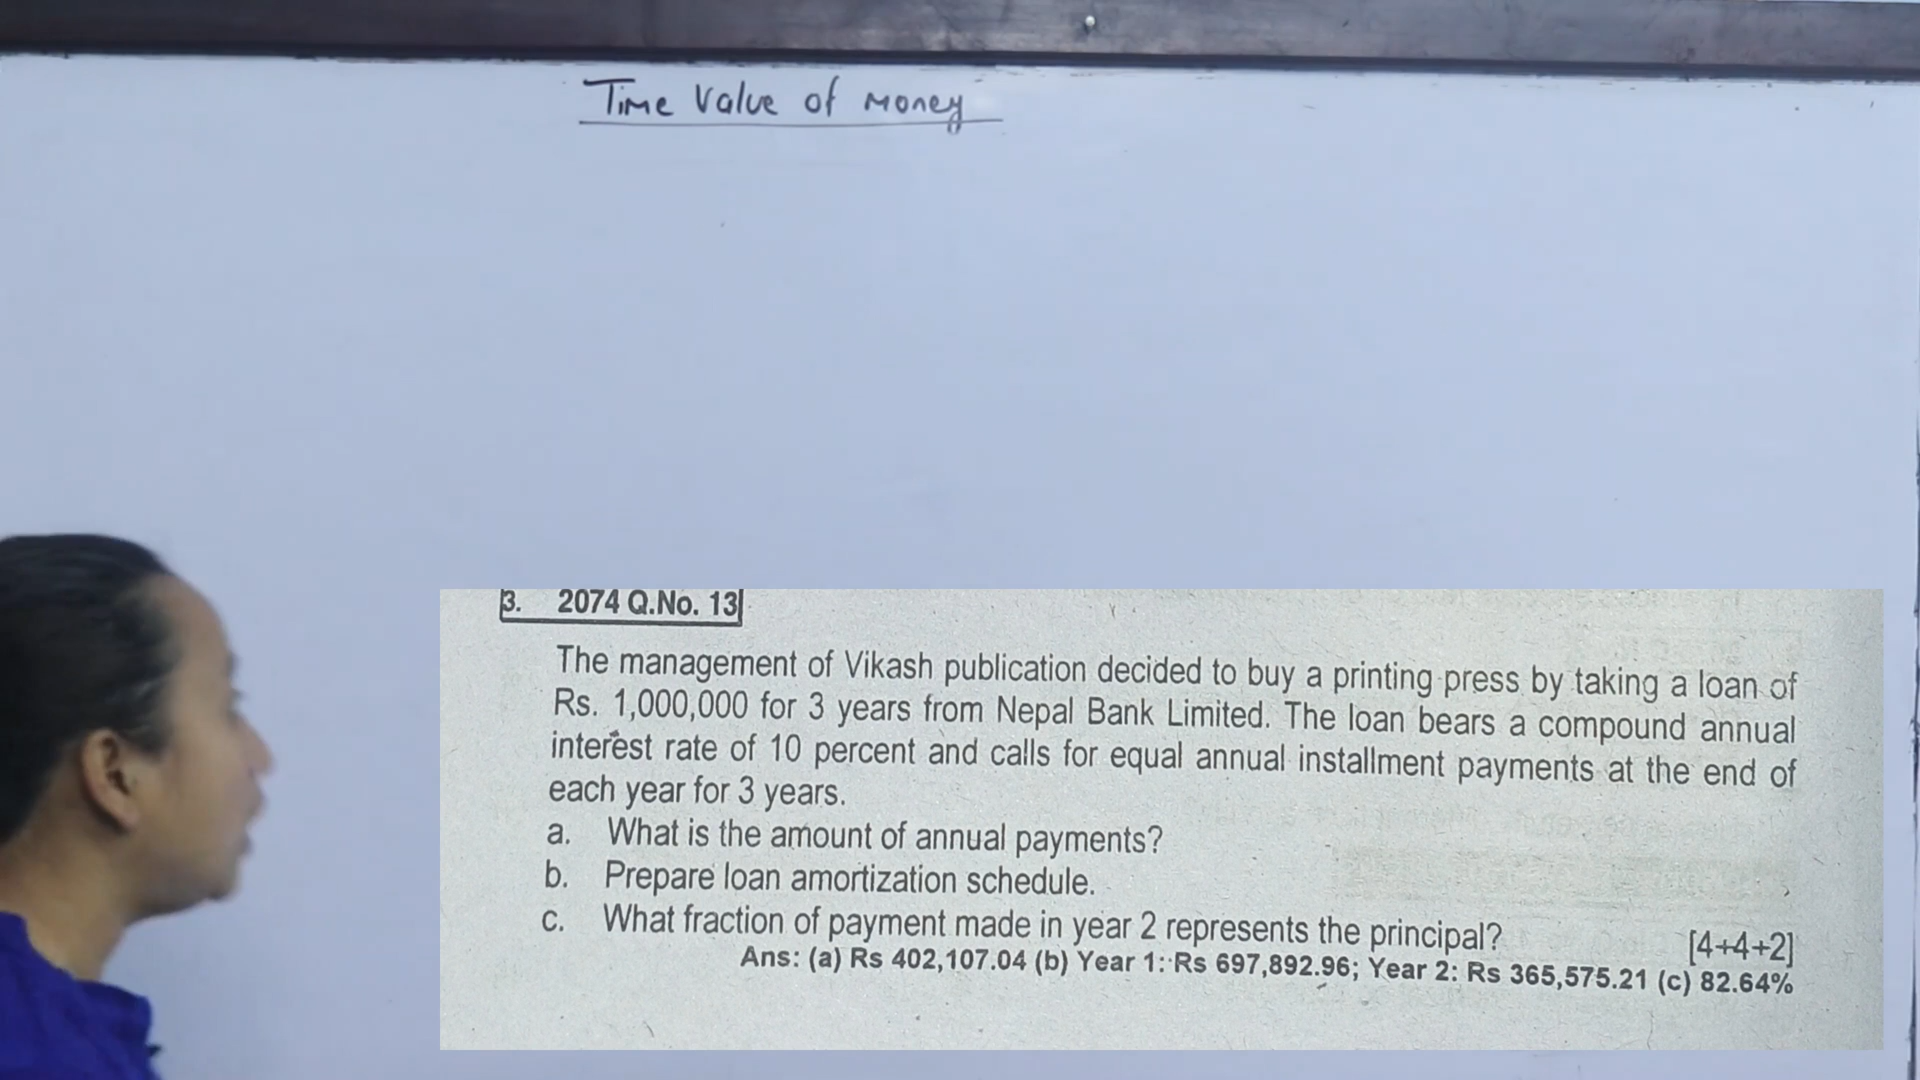 Time Value of Money
3. 2074 Q.No. 13
The management of Vikash publication decided to buy a printing press by taking a loan of
Rs. 1,000,000 for 3 years from Nepal Bank Limited. The loan bears a compound annual
interest rate of 10 percent and calls for equal annual installment payments at the end of
each year for 3 years.
a. What is the amount of annual payments?
b. Prepare loan amortization schedule.
c. What fraction of payment made in year 2 represents the principal? [4+4+2]
Ans: (a) Rs 402,107.04 (b) Year 1: Rs 697,892.96; Year 2: Rs 365,575.21 (c) 82.64%